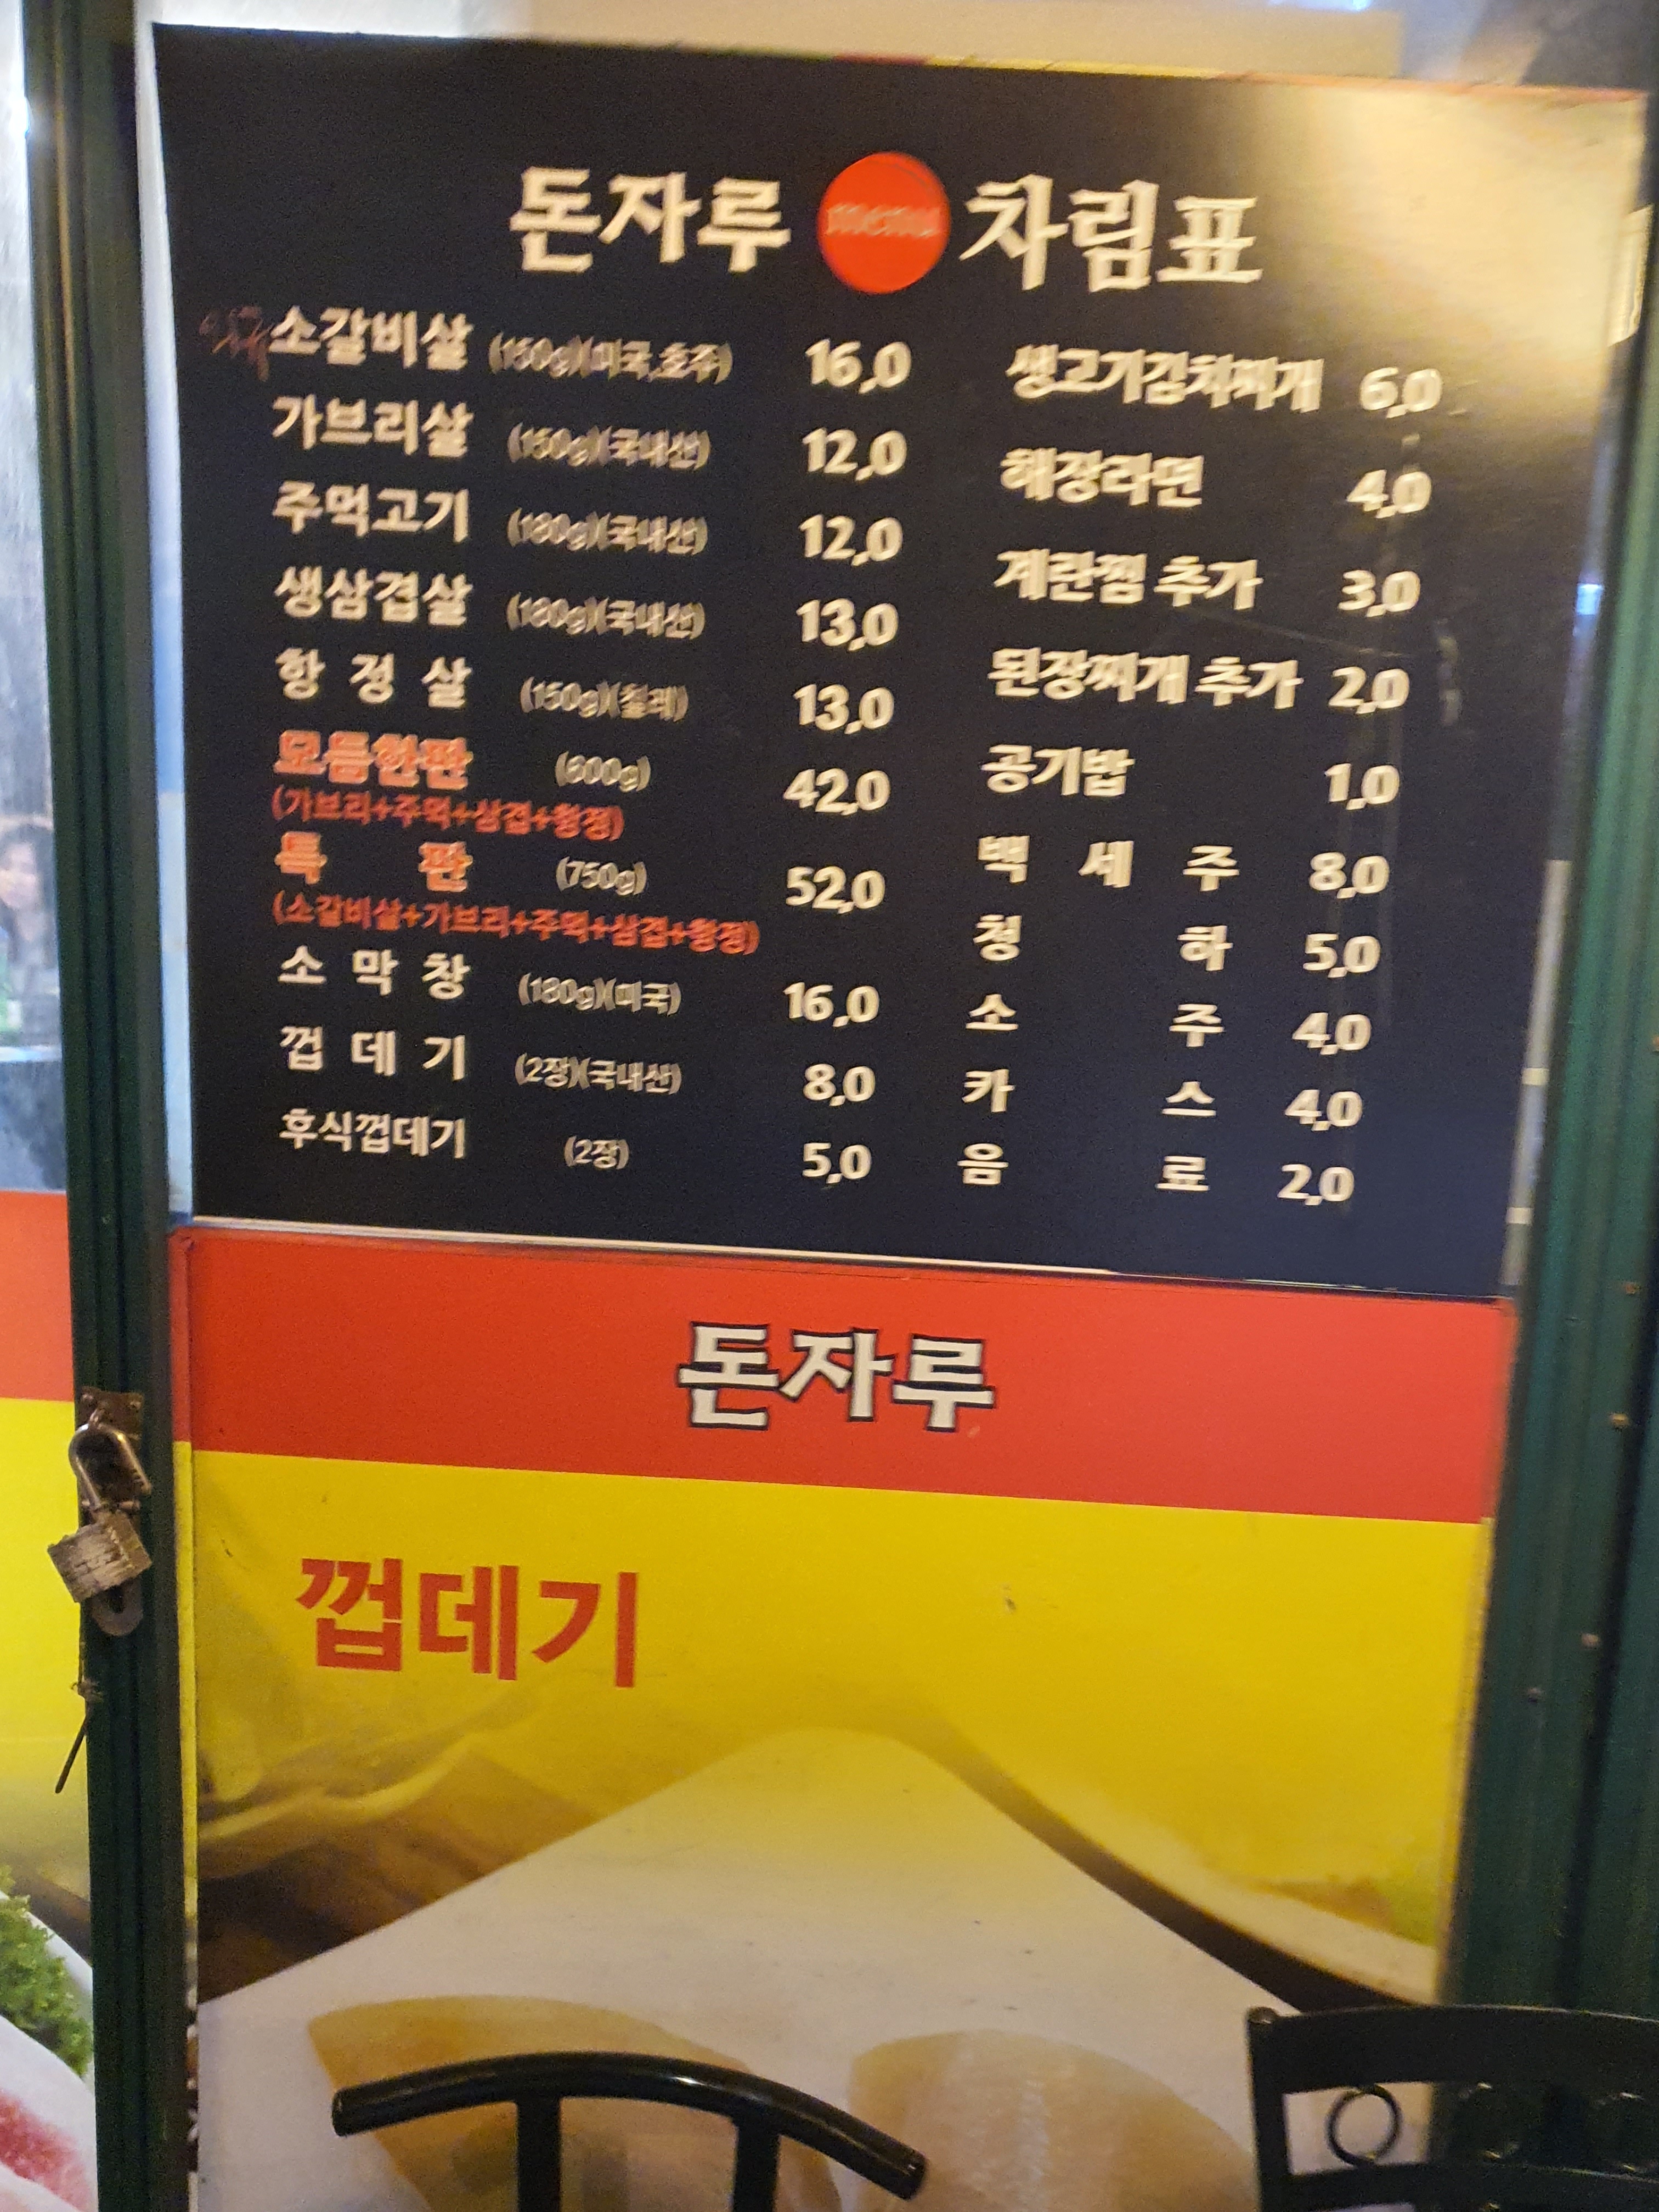 돈자루 menu 차림표
소갈비살 (150g)(미국,호주) 16,0
가브리살 (150g)(국내산) 12,0
주먹고기 (180g)(국내산) 12,0
생삼겹살 (180g)(국내산) 13,0
항 정 살 (150g)(칠레) 13,0
모듬한판 (600g) 42,0
(가브리+주먹+삼겹+항정)
특 판 (750g) 52,0
(소갈비살+가브리+주먹+삼겹+항정)
소 막 창 (180g)(미국) 16,0
껍 데 기 (2장)(국내산) 8,0
후식껍데기 (2장) 5,0
생고기김치찌개 6,0
해장라면 4,0
계란찜 추가 3,0
된장찌개 추가 2,0
공기밥 1,0
백 세 주 8,0
청 하 5,0
소 주 4,0
카 스 4,0
음 료 2,0
돈자루
껍데기